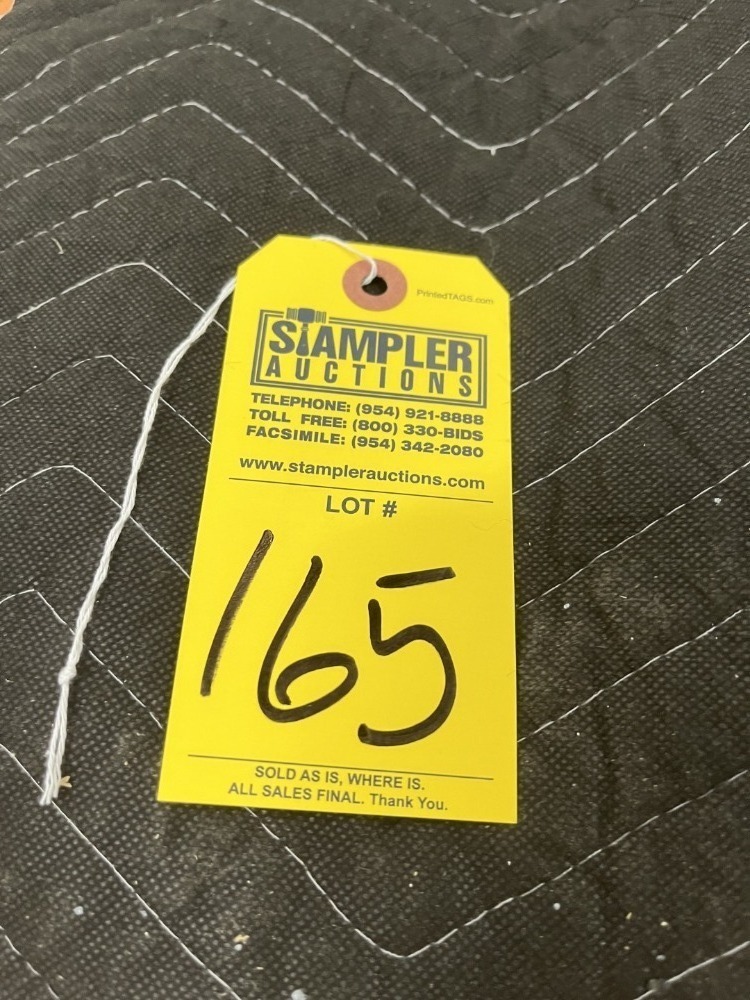 PrintedTAGS.com
STAMPLER
AUCTIONS
TELEPHONE: (954) 921-8888
TOLL FREE: (800) 330-BIDS
FACSIMILE: (954) 342-2080
www.stamplerauctions.com
LOT #
165
SOLD AS IS, WHERE IS.
ALL SALES FINAL. Thank You.